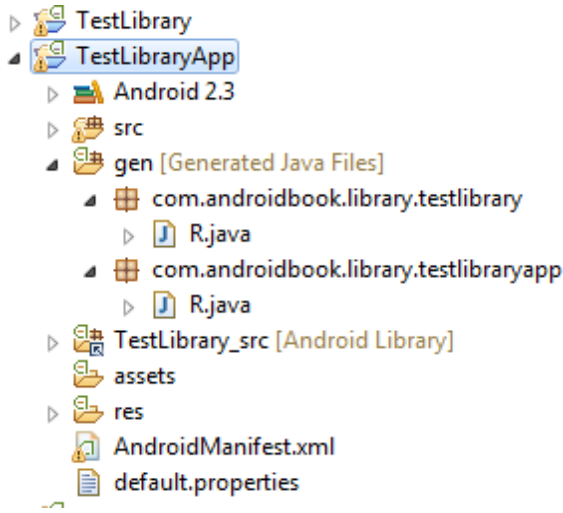 TestLibrary
TestLibraryApp
Android 2.3
src
gen [Generated Java Files]
com.androidbook.library.testlibrary
R.java
com.androidbook.library.testlibraryapp
R.java
TestLibrary_src [Android Library]
assets
res
AndroidManifest.xml
default.properties